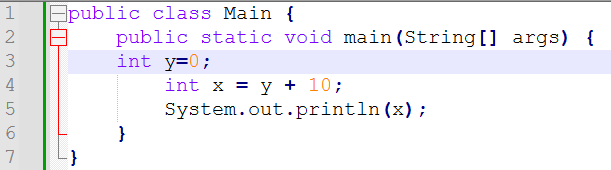 1 public class Main {
2     public static void main(String[] args) {
3     int y=0;
4         int x = y + 10;
5         System.out.println(x);
6     }
7 }